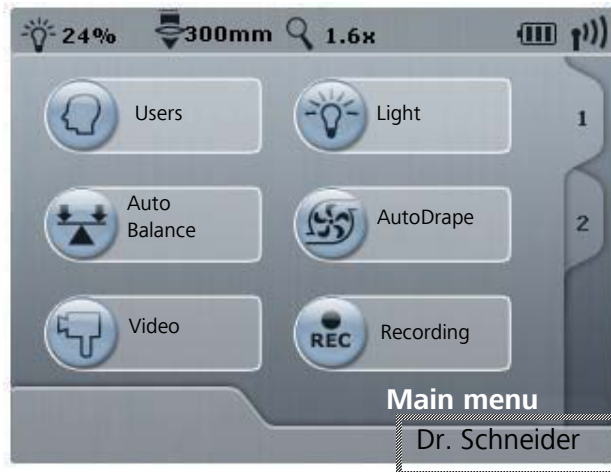 24% 300mm 1.6x
Users Light 1
Auto
Balance AutoDrape 2
Video REC Recording
Main menu
Dr. Schneider